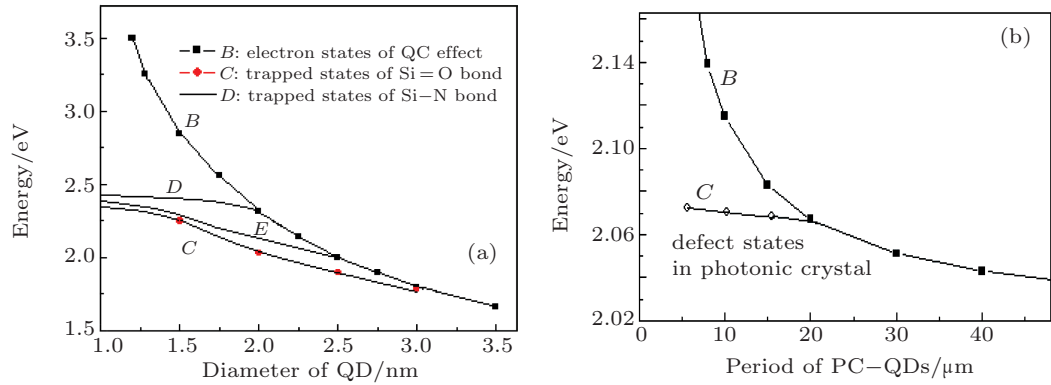 (a)
3.5
3.0
2.5
2.0
1.5
Energy/eV
B: electron states of QC effect
C: trapped states of Si=O bond
D: trapped states of Si−N bond
B
D
E
C
1.0
1.5
2.0
2.5
3.0
3.5
Diameter of QD/nm
(b)
2.14
2.10
2.06
2.02
Energy/eV
B
C
defect states
in photonic crystal
0
10
20
30
40
Period of PC−QDs/μm